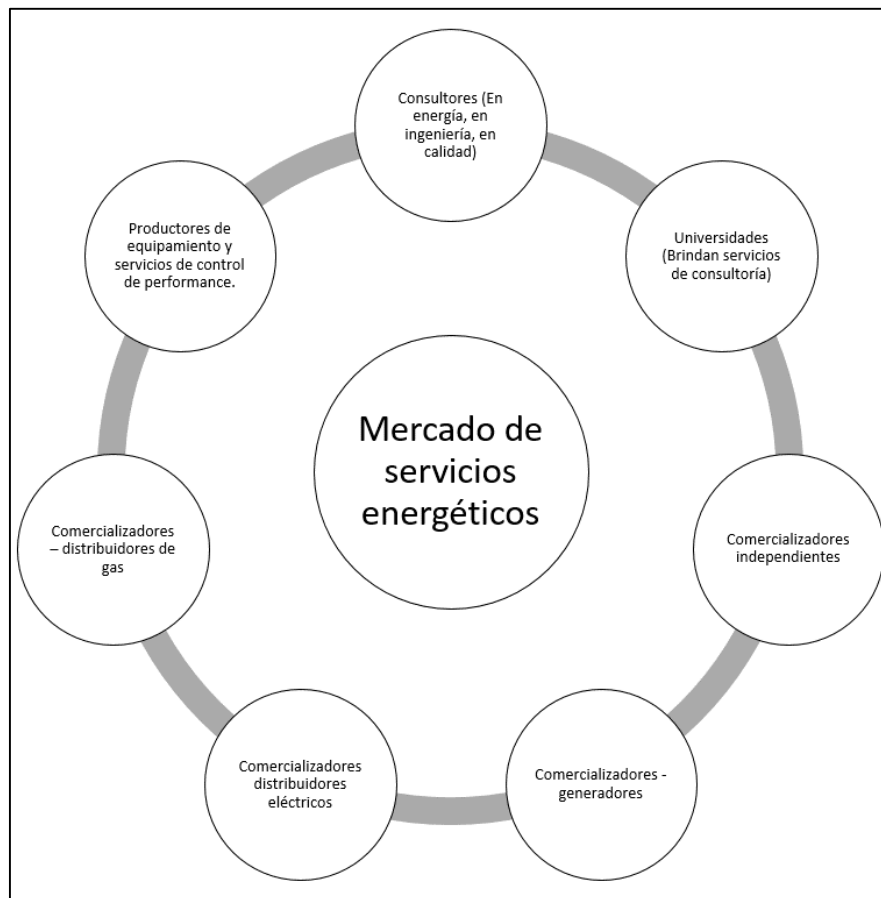 Consultores (En
energía, en
ingeniería, en
calidad)
Universidades
(Brindan servicios
de consultoría)
Comercializadores
independientes
Comercializadores -
generadores
Comercializadores
distribuidores
eléctricos
Comercializadores
– distribuidores de
gas
Productores de
equipamiento y
servicios de control
de performance.
Mercado de
servicios
energéticos